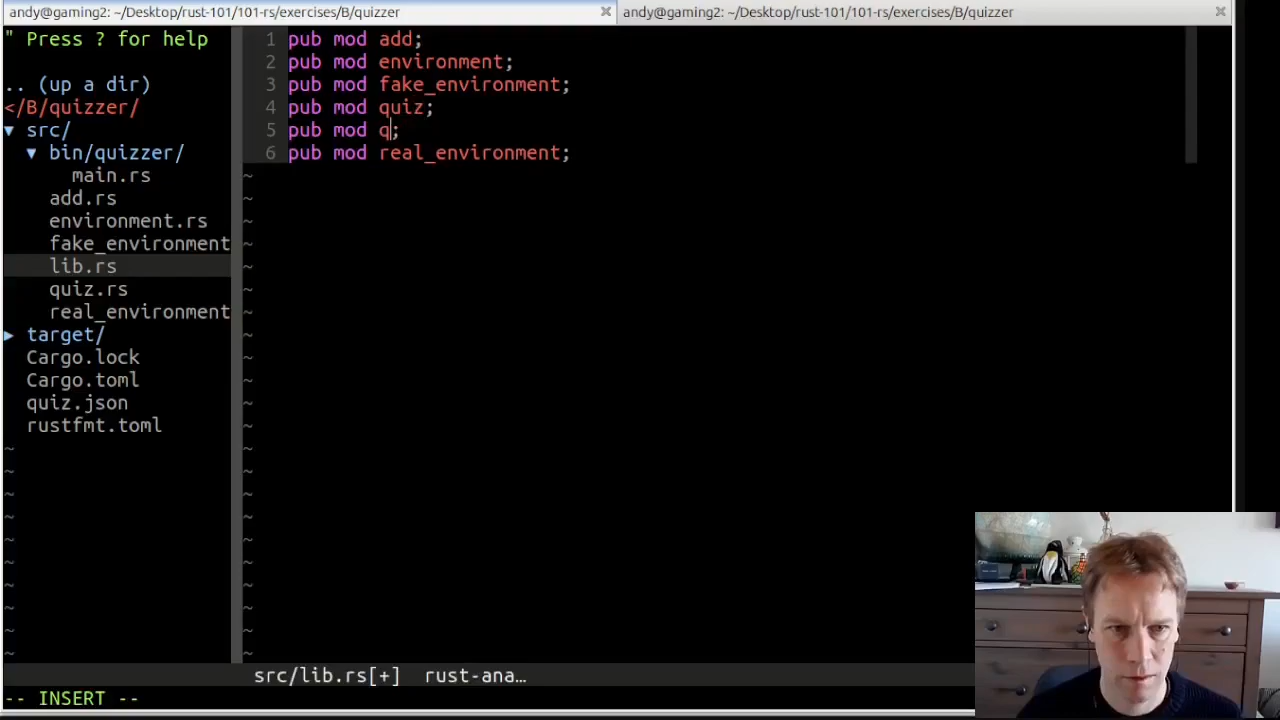 andy@gaming2: ~/Desktop/rust-101/101-rs/exercises/B/quizzer
andy@gaming2: ~/Desktop/rust-101/101-rs/exercises/B/quizzer
" Press ? for help
.. (up a dir)
</B/quizzer/
▼ src/
▼ bin/quizzer/
main.rs
add.rs
environment.rs
fake_environment
lib.rs
quiz.rs
real_environment
▶ target/
Cargo.lock
Cargo.toml
quiz.json
rustfmt.toml
1 pub mod add;
2 pub mod environment;
3 pub mod fake_environment;
4 pub mod quiz;
5 pub mod q;
6 pub mod real_environment;
src/lib.rs[+] rust-ana…
-- INSERT --